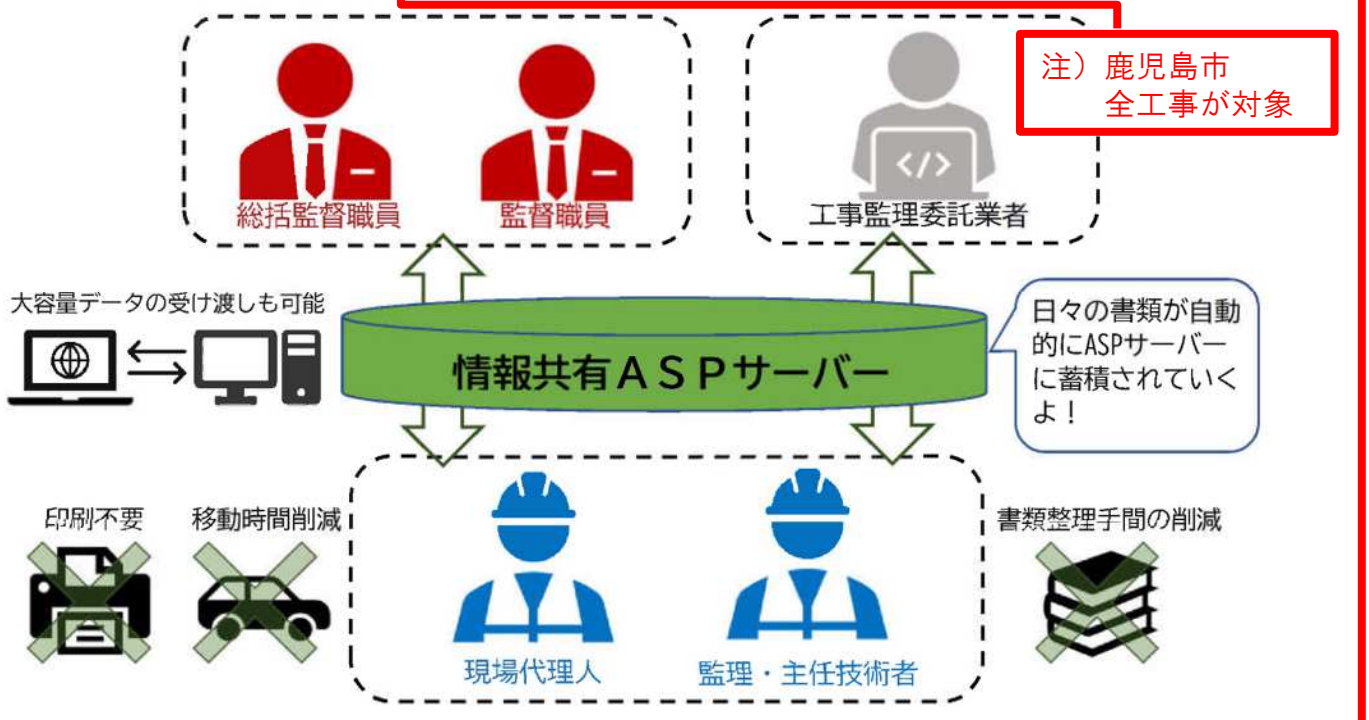 注）鹿児島市
全工事が対象
総括監督職員
監督職員
</>
工事監理委託業者
大容量データの受け渡しも可能
情報共有ＡＳＰサーバー
日々の書類が自動
的にASPサーバー
に蓄積されていく
よ！
印刷不要
移動時間削減
書類整理手間の削減
現場代理人
監理・主任技術者